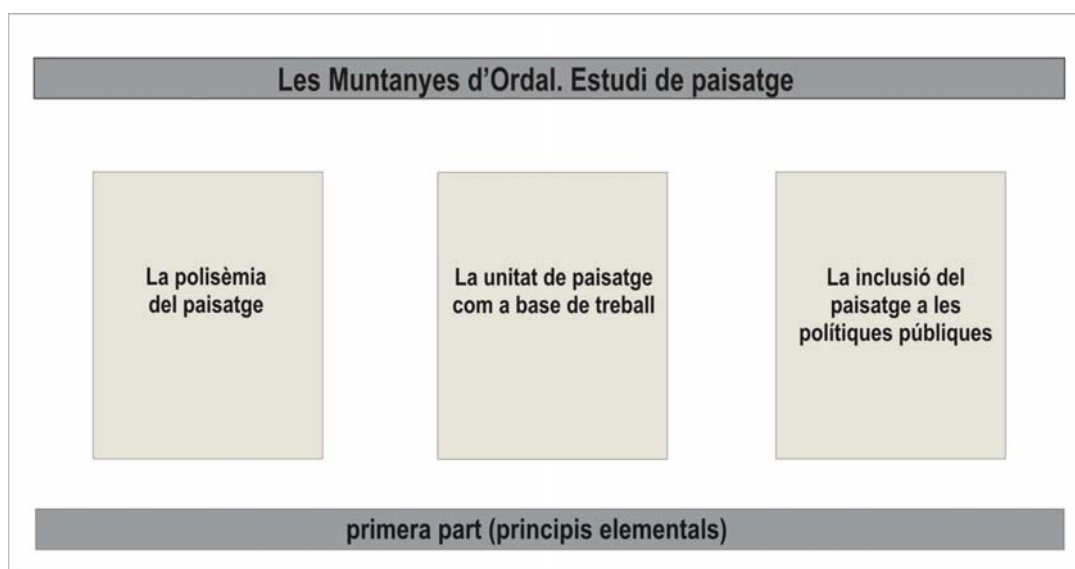 Les Muntanyes d'Ordal. Estudi de paisatge
La polisèmia
del paisatge
La unitat de paisatge
com a base de treball
La inclusió del
paisatge a les
polítiques públiques
primera part (principis elementals)